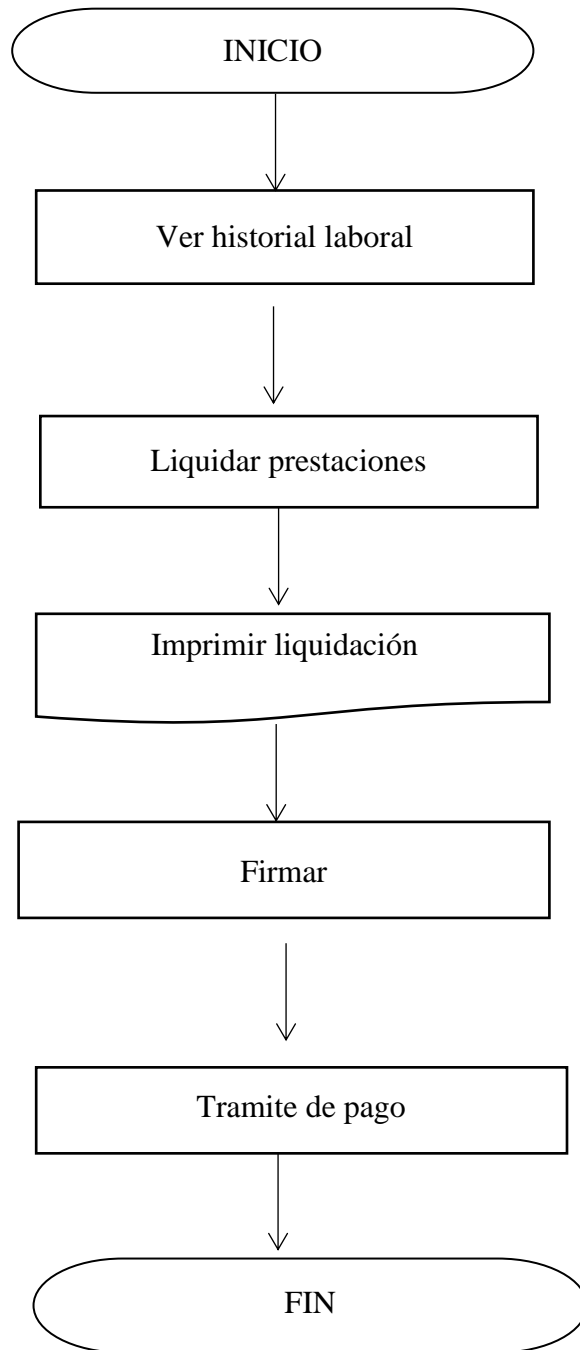 INICIO
Ver historial laboral
Liquidar prestaciones
Imprimir liquidación
Firmar
Tramite de pago
FIN